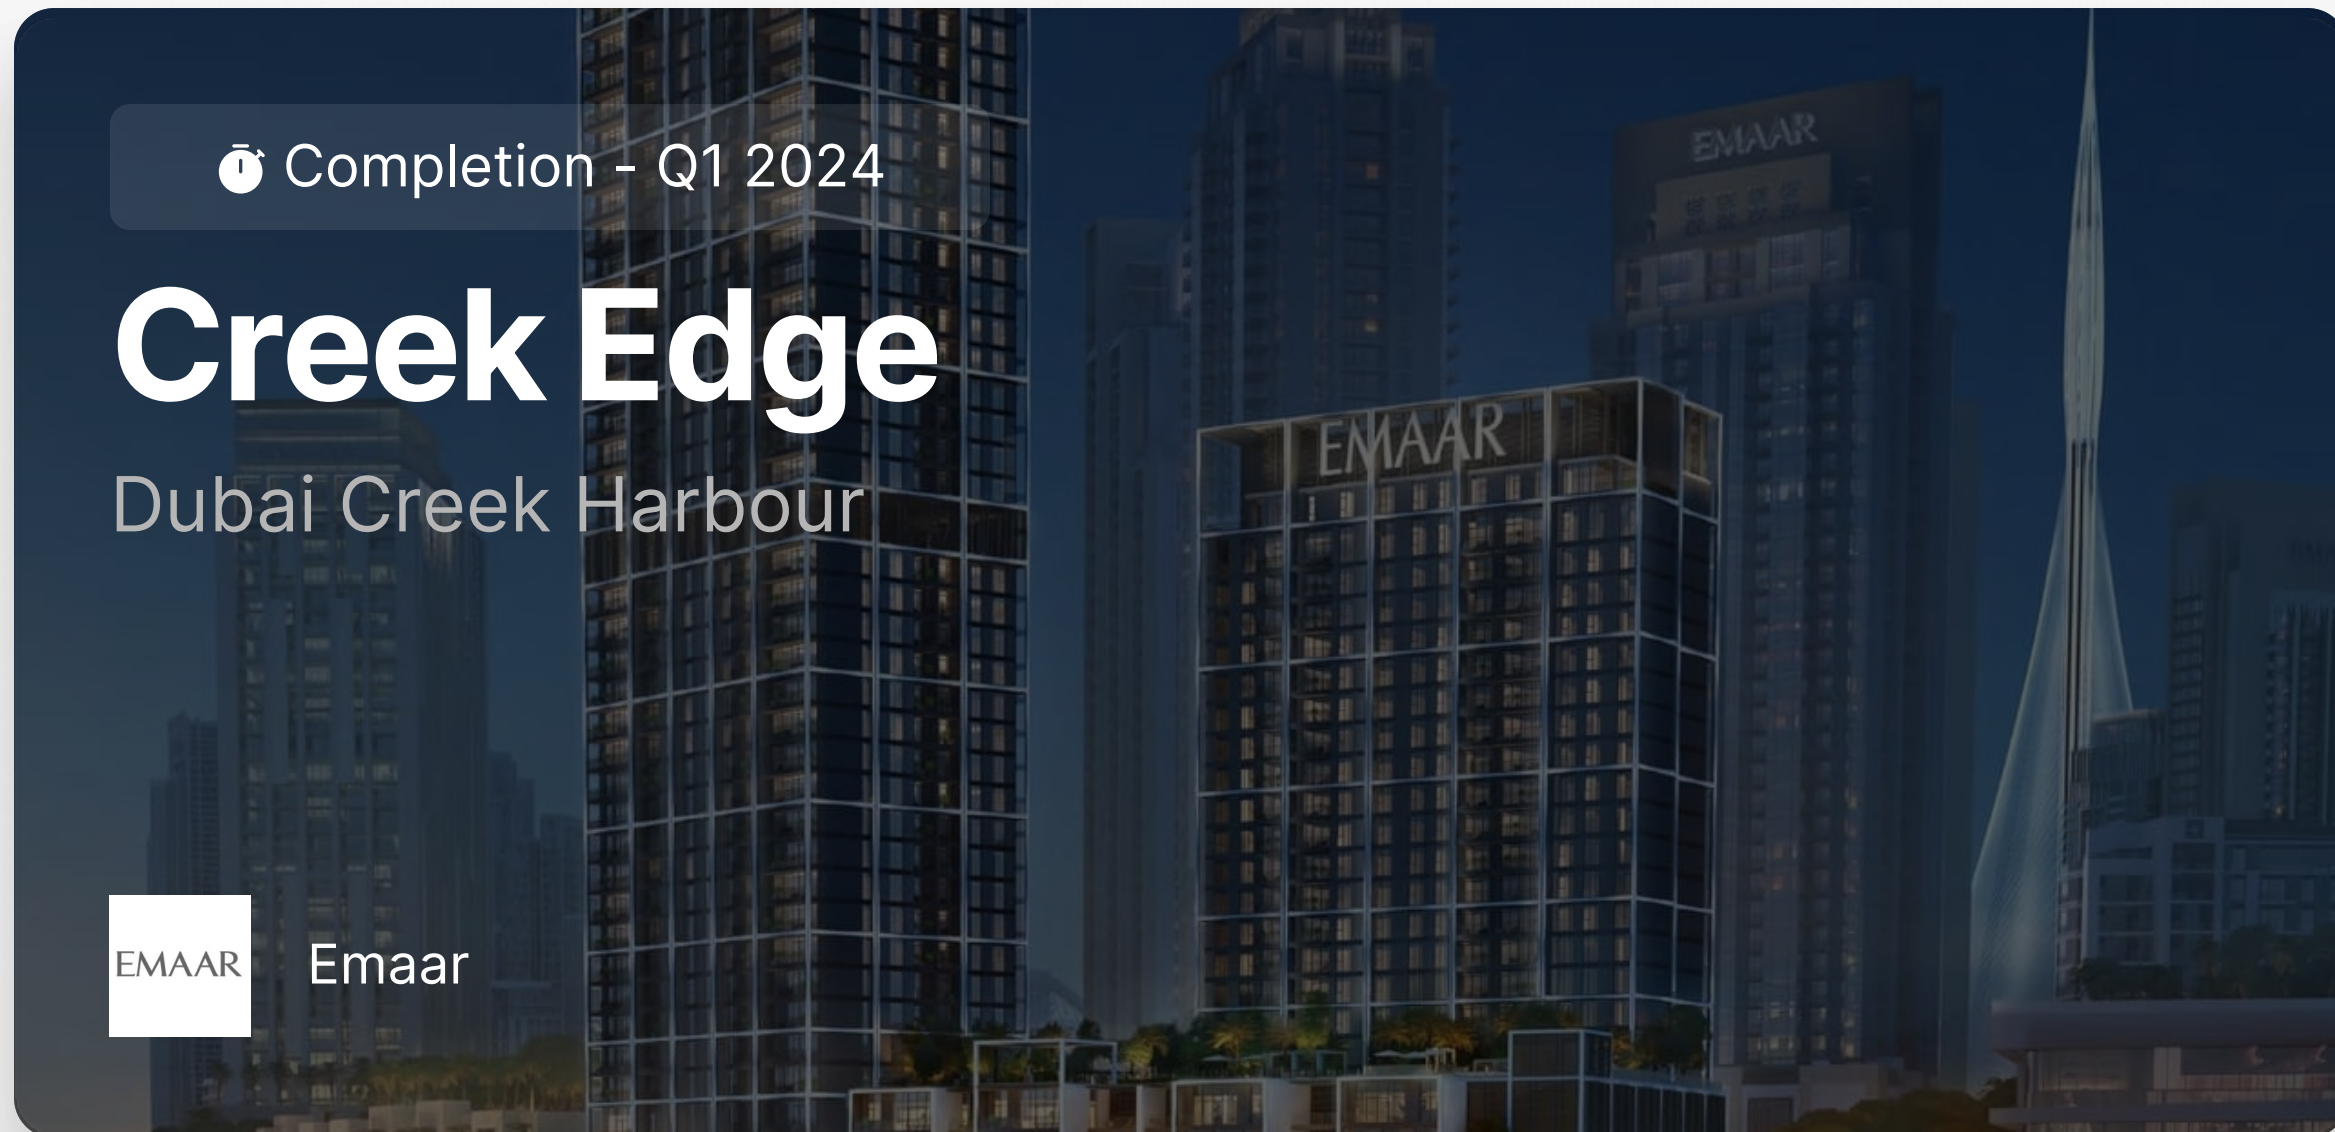 Completion - Q1 2024
EMAAR
Creek Edge
EMAAR
Dubai Creek Harbour
EMAAR
Emaar